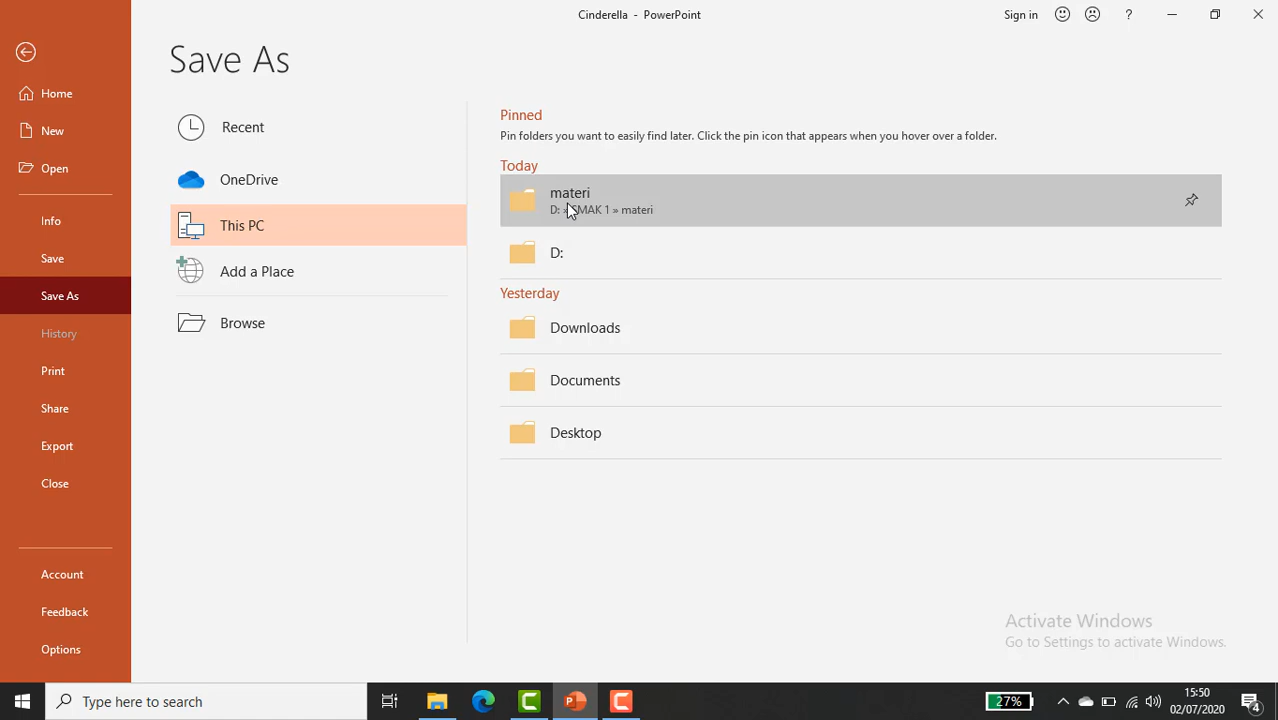 Cinderella - PowerPoint
Sign in
?
Save As
Home
New
Open
Info
Save
Save As
History
Print
Share
Export
Close
Account
Feedback
Options
Recent
OneDrive
This PC
Add a Place
Browse
Pinned
Pin folders you want to easily find later. Click the pin icon that appears when you hover over a folder.
Today
materi
D: » SMAK 1 » materi
D:
Yesterday
Downloads
Documents
Desktop
Activate Windows
Go to Settings to activate Windows.
Type here to search
27%
15:50
02/07/2020
4